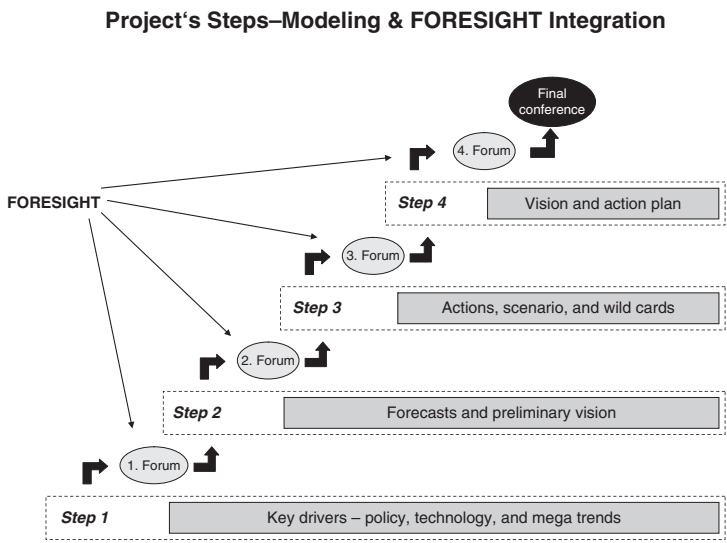 Project‘s Steps–Modeling & FORESIGHT Integration
Final
conference
4. Forum
FORESIGHT
Step 4
Vision and action plan
3. Forum
Step 3
Actions, scenario, and wild cards
2. Forum
Step 2
Forecasts and preliminary vision
1. Forum
Step 1
Key drivers – policy, technology, and mega trends